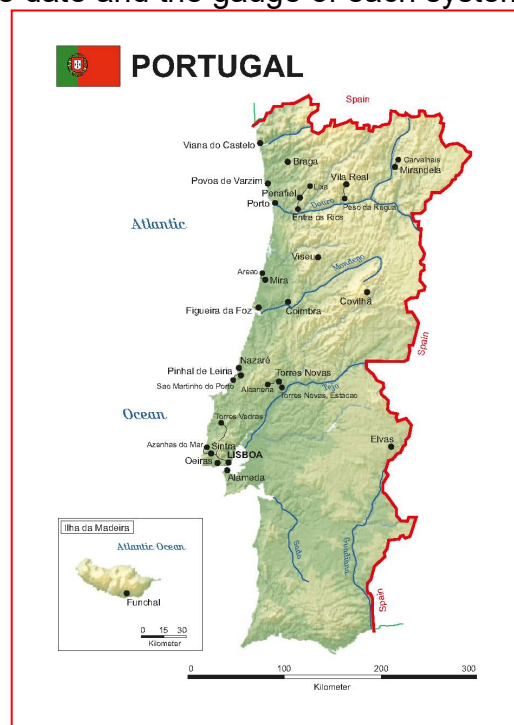 e date and the gauge of each system
PORTUGAL
Spain
Viana do Castelo
Braga
Carvalhais
Mirandela
Povoa de Varzim
Lixa
Vila Real
Penafiel
Porto
Douro
Peso da Regua
Entre os Rios
Atlantic
Viseu
Mondego
Areao
Mira
Covilhã
Figueira da Foz
Coimbra
Spain
Nazaré
Pinhal de Leiria
Torres Novas
Sao Martinho do Porto
Alcanena
Tejo
Torres Novas, Estacao
Ocean
Torres Vedras
Azenhas do Mar
Sintra
Elvas
LISBOA
Oeiras
Alameda
Ilha da Madeira
Atlantic Ocean
Sado
Guadiana
Funchal
Spain
0 15 30
Kilometer
0 100 200 300
Kilometer